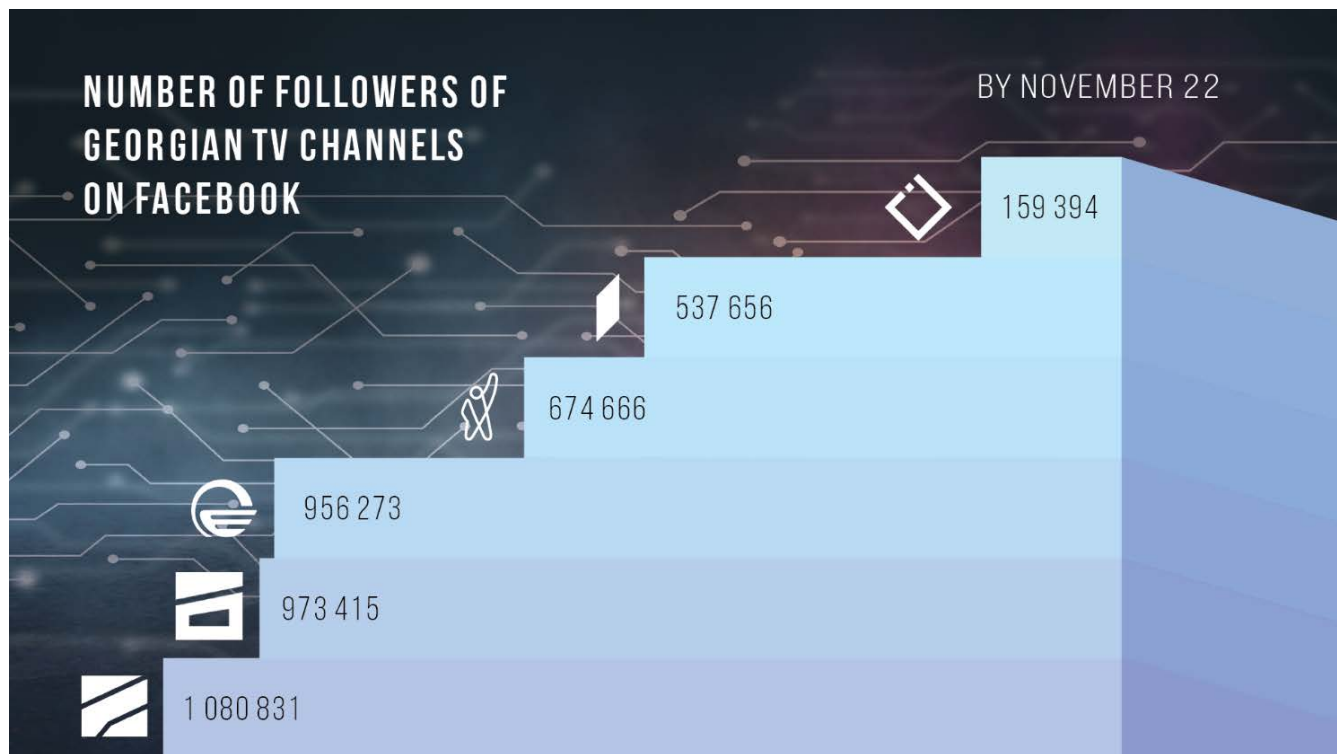 NUMBER OF FOLLOWERS OF
GEORGIAN TV CHANNELS
ON FACEBOOK
BY NOVEMBER 22
159 394
537 656
674 666
956 273
973 415
1 080 831